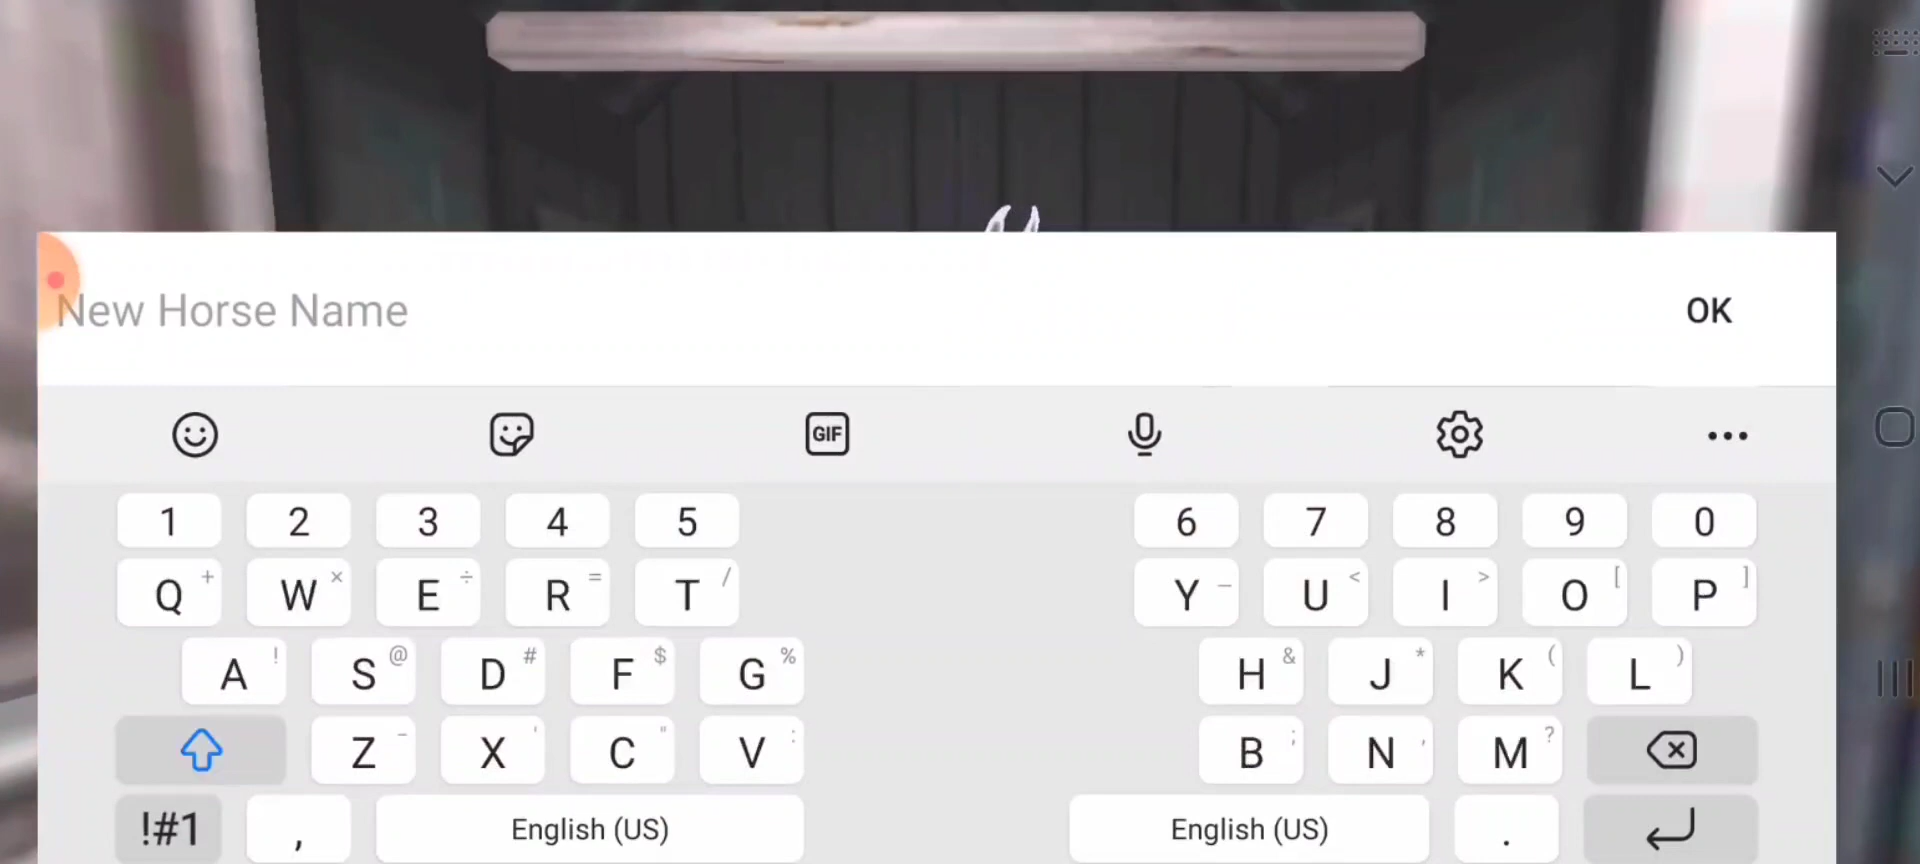 New Horse Name
OK
GIF
1 2 3 4 5 6 7 8 9 0
Q + W × E ÷ R = T / Y _ U < I > O [ P ]
A ! S @ D # F $ G % H & J * K ( L )
Z - X ' C " V : B ; N , M ?
!#1 , English (US) English (US) .